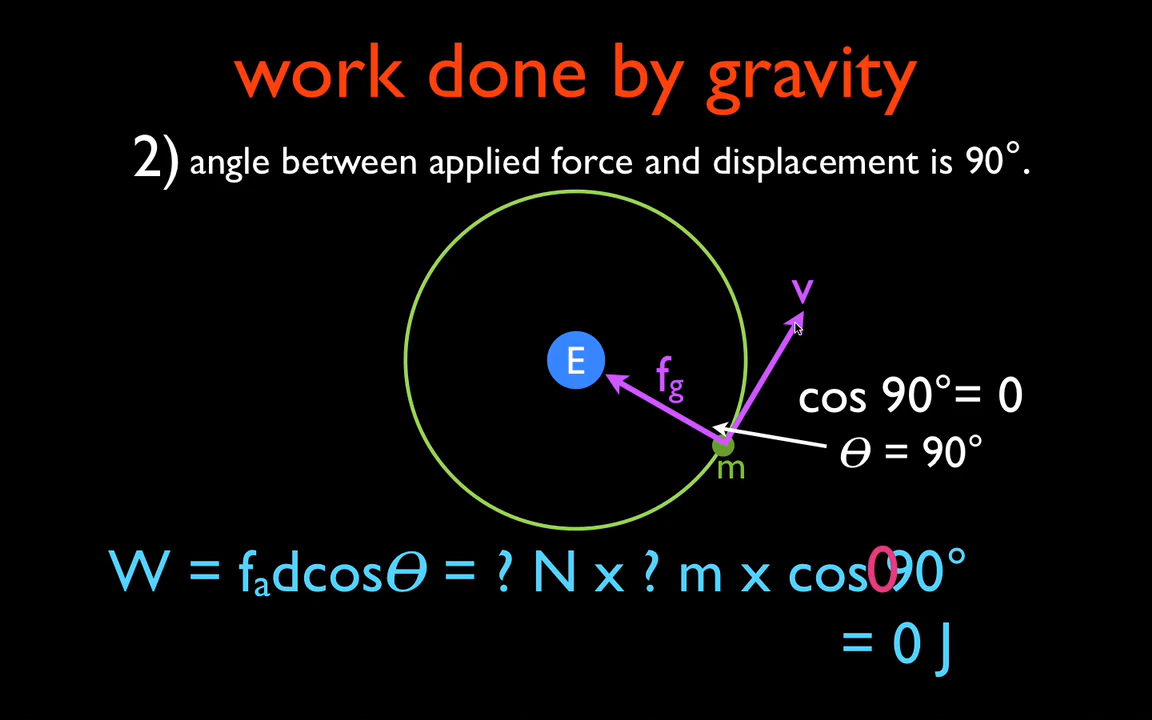 work done by gravity
2) angle between applied force and displacement is 90°.
v
E
fg
cos 90°= 0
θ = 90°
m
W = fadcosθ = ? N x ? m x cos 90°
0
= 0 J